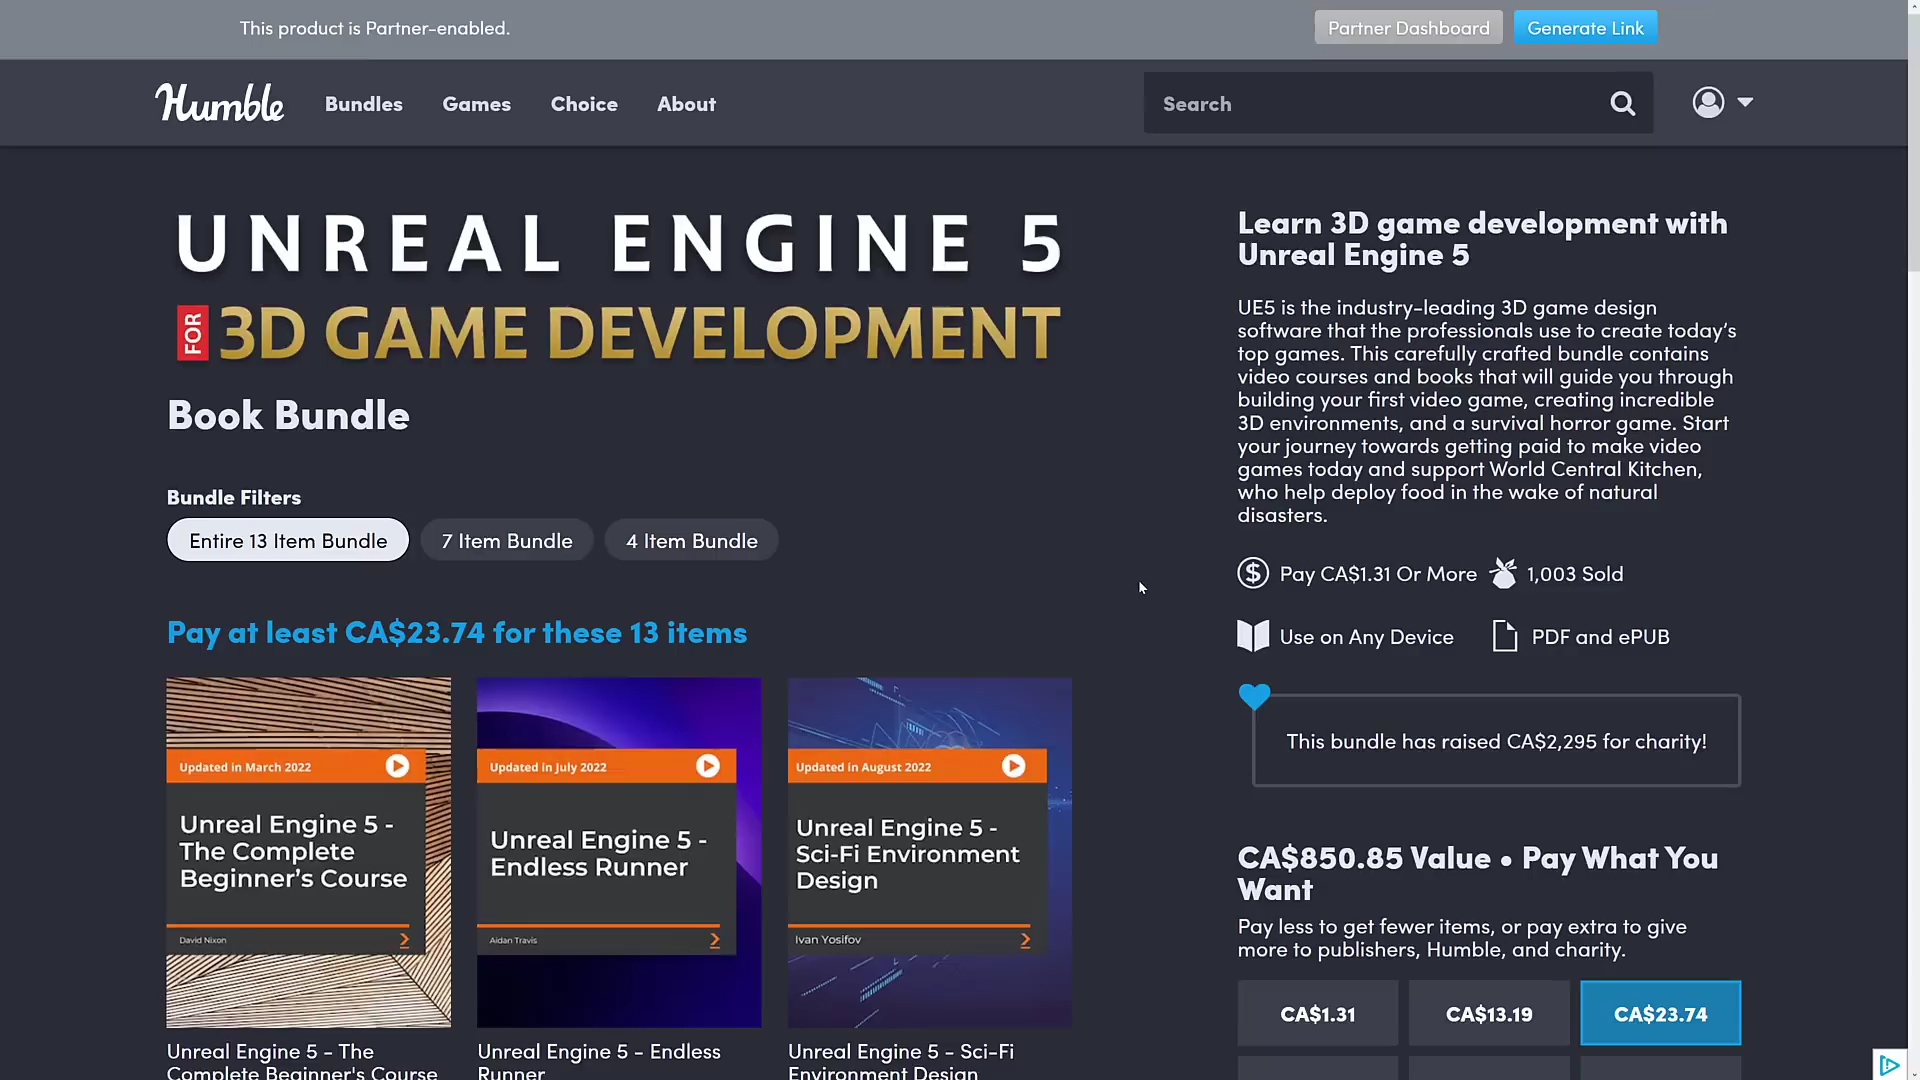 This product is Partner-enabled.
Partner Dashboard
Generate Link
Humble
Bundles
Games
Choice
About
Search
UNREAL ENGINE 5
FOR 3D GAME DEVELOPMENT
Book Bundle
Bundle Filters
Entire 13 Item Bundle
7 Item Bundle
4 Item Bundle
Pay at least CA$23.74 for these 13 items
Updated in March 2022
Unreal Engine 5 -
The Complete
Beginner's Course
David Nixon
Updated in July 2022
Unreal Engine 5 -
Endless Runner
Aidan Travis
Updated in August 2022
Unreal Engine 5 -
Sci-Fi Environment
Design
Ivan Yosifov
Unreal Engine 5 - The
Complete Beginner's Course
Unreal Engine 5 - Endless
Runner
Unreal Engine 5 - Sci-Fi
Environment Design
Learn 3D game development with
Unreal Engine 5
UE5 is the industry-leading 3D game design
software that the professionals use to create today's
top games. This carefully crafted bundle contains
video courses and books that will guide you through
building your first video game, creating incredible
3D environments, and a survival horror game. Start
your journey towards getting paid to make video
games today and support World Central Kitchen,
who help deploy food in the wake of natural
disasters.
Pay CA$1.31 Or More
1,003 Sold
Use on Any Device
PDF and ePUB
This bundle has raised CA$2,295 for charity!
CA$850.85 Value • Pay What You
Want
Pay less to get fewer items, or pay extra to give
more to publishers, Humble, and charity.
CA$1.31
CA$13.19
CA$23.74